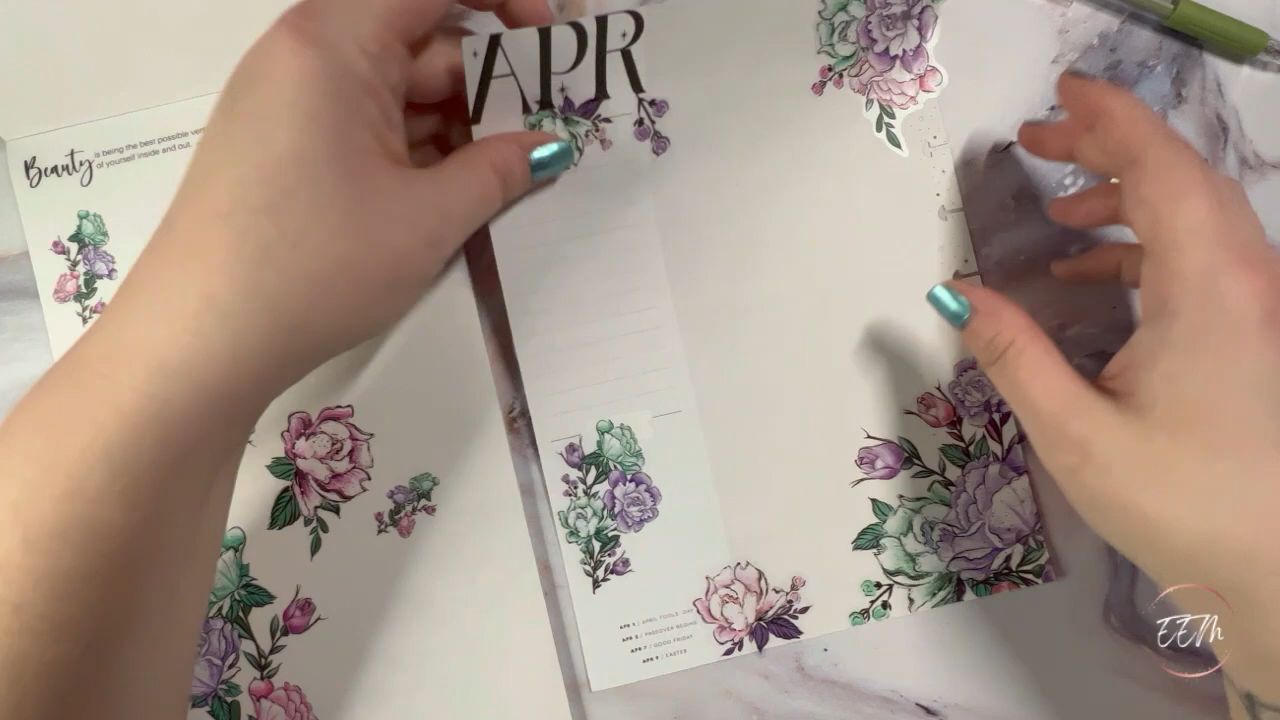 APR
Beauty is being the best possible
of yourself inside and out.
APR 1 / APRIL FOOLS' DAY
APR 5 / PASSOVER BEGINS
APR 7 / GOOD FRIDAY
APR 9 / EASTER
EEM